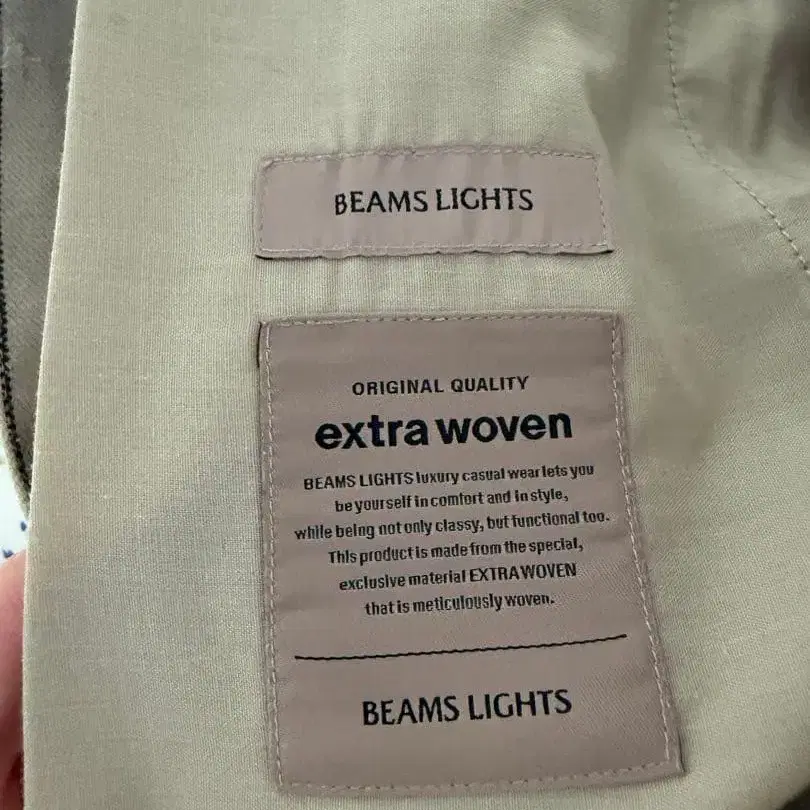 BEAMS LIGHTS
ORIGINAL QUALITY
extra woven
BEAMS LIGHTS luxury casual wear lets you
be yourself in comfort and in style,
while being not only classy, but functional too.
This product is made from the special,
exclusive material EXTRA WOVEN
that is meticulously woven.
BEAMS LIGHTS